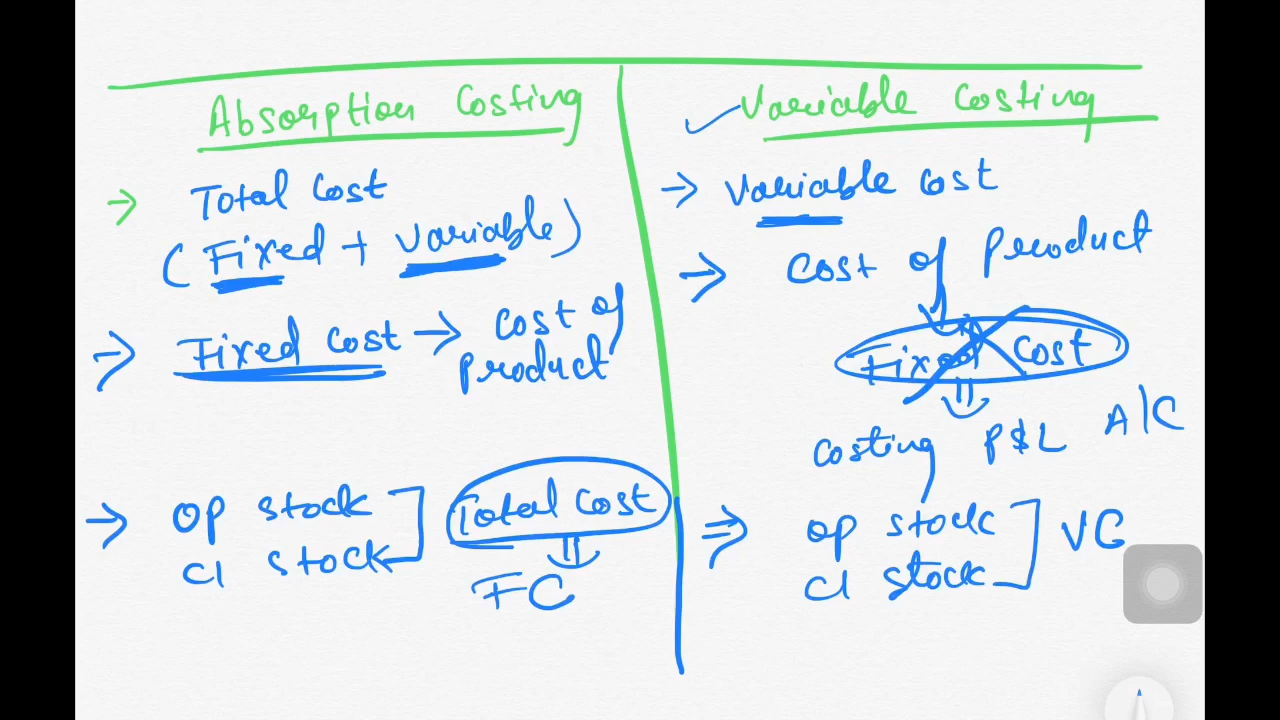 Absorption Costing
→ Total cost
(Fixed + variable)
⇒ Fixed cost → cost of
product
→ op stock
cl stock
Total cost
FC
✓ Variable Costing
→ variable cost
⇒ cost of product
Fixed cost
costing P&L A/C
⇒ op stock
cl stock
VC